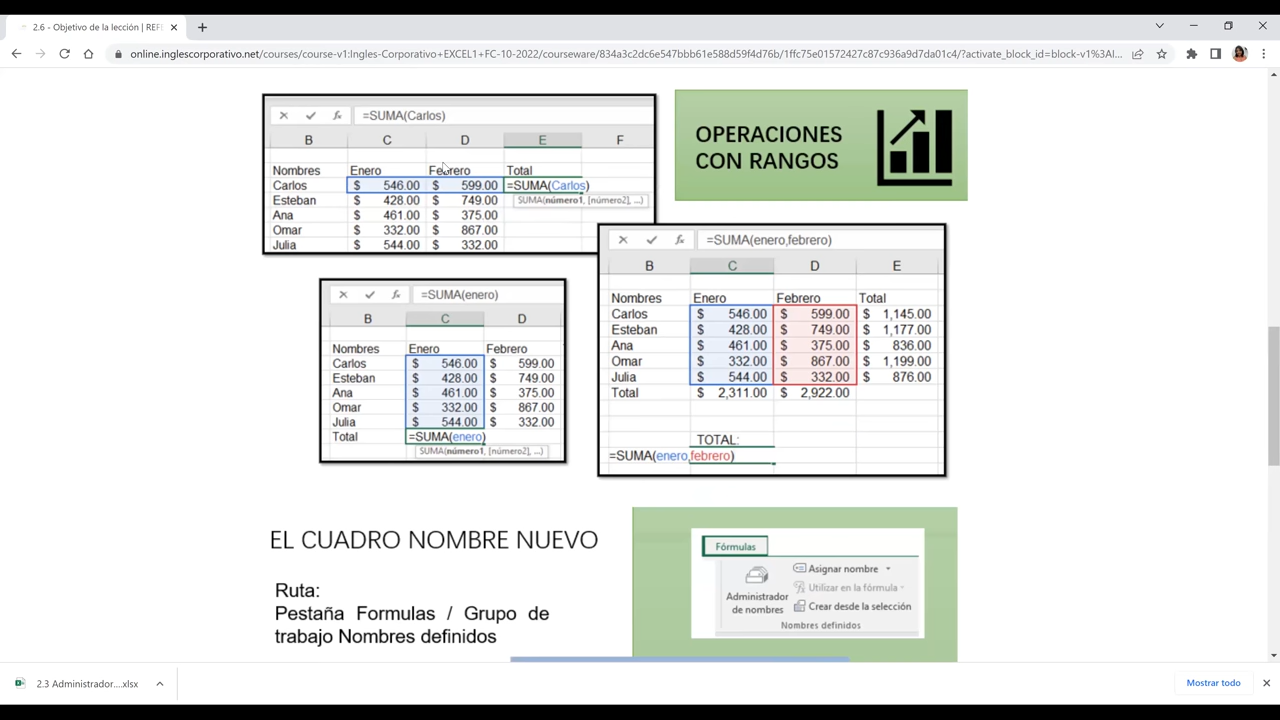 2.6 - Objetivo de la lección | REFI
online.inglescorporativo.net/courses/course-v1:Ingles-Corporativo+EXCEL1+FC-10-2022/courseware/834a3c2dc6e547bbb61e588d59f4d76b/1ffc75e01572427c87c936a9d7da01c4/?activate_block_id=block-v1%3AI...
=SUMA(Carlos)
B C D E F
Nombres Enero Febrero Total
Carlos $ 546.00 $ 599.00 =SUMA(Carlos)
Esteban $ 428.00 $ 749.00 SUMA(número1, [número2], ...)
Ana $ 461.00 $ 375.00
Omar $ 332.00 $ 867.00
Julia $ 544.00 $ 332.00
OPERACIONES
CON RANGOS
=SUMA(enero,febrero)
B C D E
Nombres Enero Febrero Total
Carlos $ 546.00 $ 599.00 $ 1,145.00
Esteban $ 428.00 $ 749.00 $ 1,177.00
Ana $ 461.00 $ 375.00 $ 836.00
Omar $ 332.00 $ 867.00 $ 1,199.00
Julia $ 544.00 $ 332.00 $ 876.00
Total $ 2,311.00 $ 2,922.00
TOTAL:
=SUMA(enero,febrero)
=SUMA(enero)
B C D
Nombres Enero Febrero
Carlos $ 546.00 $ 599.00
Esteban $ 428.00 $ 749.00
Ana $ 461.00 $ 375.00
Omar $ 332.00 $ 867.00
Julia $ 544.00 $ 332.00
Total =SUMA(enero)
SUMA(número1, [número2], ...)
EL CUADRO NOMBRE NUEVO
Ruta:
Pestaña Formulas / Grupo de
trabajo Nombres definidos
Fórmulas
Administrador
de nombres
Asignar nombre
Utilizar en la fórmula
Crear desde la selección
Nombres definidos
2.3 Administrador....xlsx
Mostrar todo